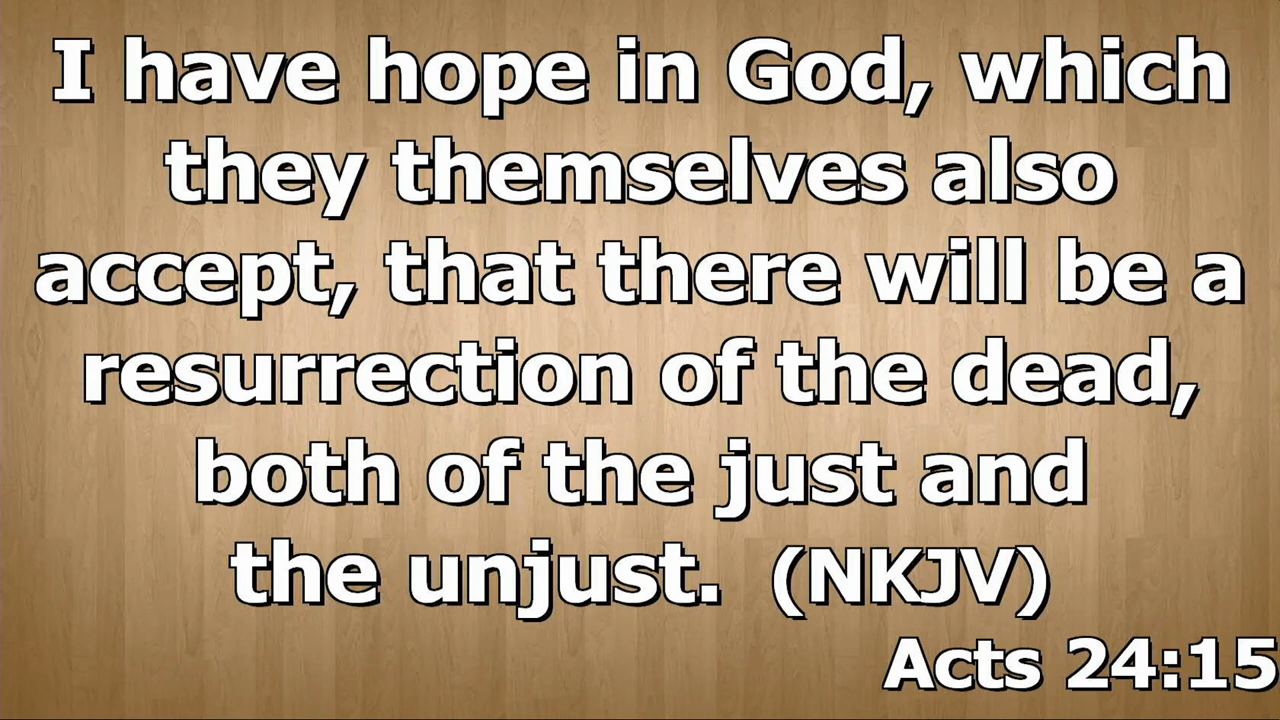 I have hope in God, which
they themselves also
accept, that there will be a
resurrection of the dead,
both of the just and
the unjust.  (NKJV)
Acts 24:15